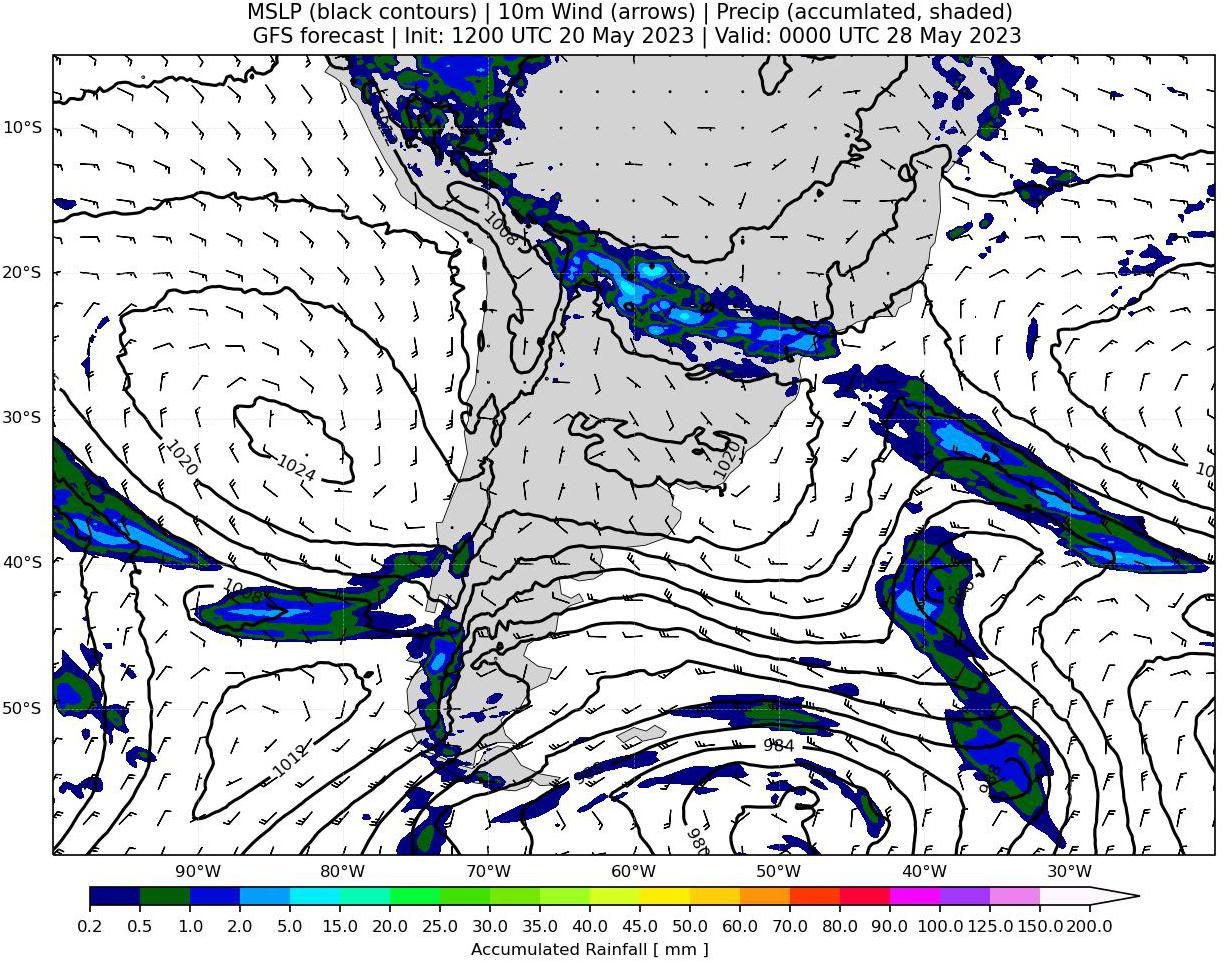 MSLP (black contours) | 10m Wind (arrows) | Precip (accumlated, shaded)
GFS forecast | Init: 1200 UTC 20 May 2023 | Valid: 0000 UTC 28 May 2023
10°S
1008
20°S
30°S
1020
1024
1020
40°S
1008
50°S
1012
984
980
90°W 80°W 70°W 60°W 50°W 40°W 30°W
0.2 0.5 1.0 2.0 5.0 10.0 15.0 20.0 25.0 30.0 35.0 40.0 45.0 50.0 60.0 70.0 80.0 90.0 100.0 125.0 150.0 200.0
Accumulated Rainfall [ mm ]